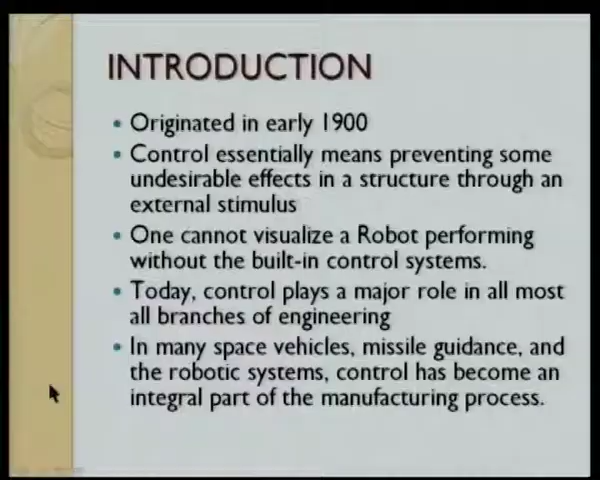 INTRODUCTION
• Originated in early 1900
• Control essentially means preventing some
undesirable effects in a structure through an
external stimulus
• One cannot visualize a Robot performing
without the built-in control systems.
• Today, control plays a major role in all most
all branches of engineering
• In many space vehicles, missile guidance, and
the robotic systems, control has become an
integral part of the manufacturing process.